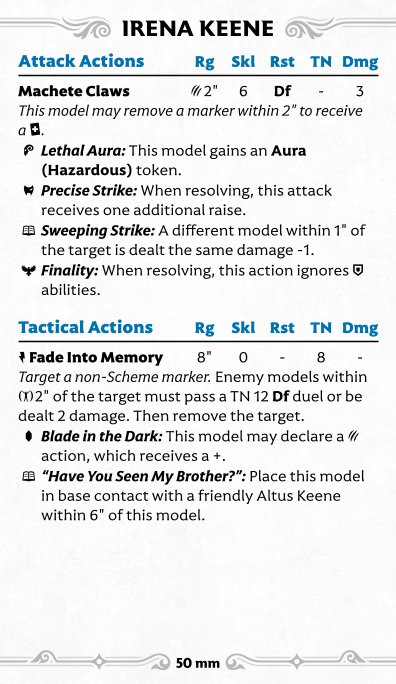 IRENA KEENE
Attack Actions Rg Skl Rst TN Dmg
Machete Claws 2" 6 Df - 3
This model may remove a marker within 2" to receive
a .
Lethal Aura: This model gains an Aura
(Hazardous) token.
Precise Strike: When resolving, this attack
receives one additional raise.
Sweeping Strike: A different model within 1" of
the target is dealt the same damage -1.
Finality: When resolving, this action ignores
abilities.
Tactical Actions Rg Skl Rst TN Dmg
Fade Into Memory 8" 0 - 8 -
Target a non-Scheme marker. Enemy models within
2" of the target must pass a TN 12 Df duel or be
dealt 2 damage. Then remove the target.
Blade in the Dark: This model may declare a
action, which receives a +.
“Have You Seen My Brother?”: Place this model
in base contact with a friendly Altus Keene
within 6" of this model.
50 mm